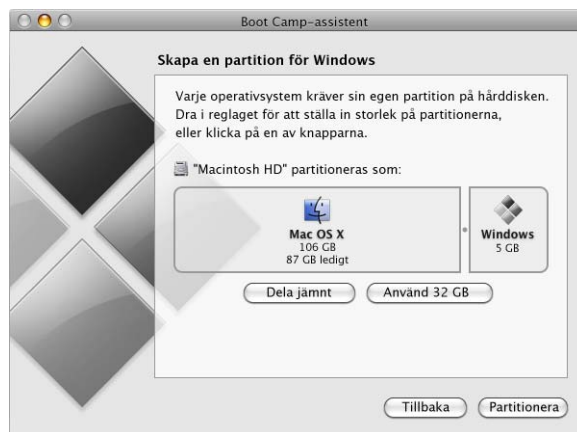 Boot Camp-assistent
Skapa en partition för Windows
Varje operativsystem kräver sin egen partition på hårddisken.
Dra i reglaget för att ställa in storlek på partitionerna,
eller klicka på en av knapparna.
"Macintosh HD" partitioneras som:
Mac OS X
106 GB
87 GB ledigt
Windows
5 GB
Dela jämnt
Använd 32 GB
Tillbaka
Partitionera